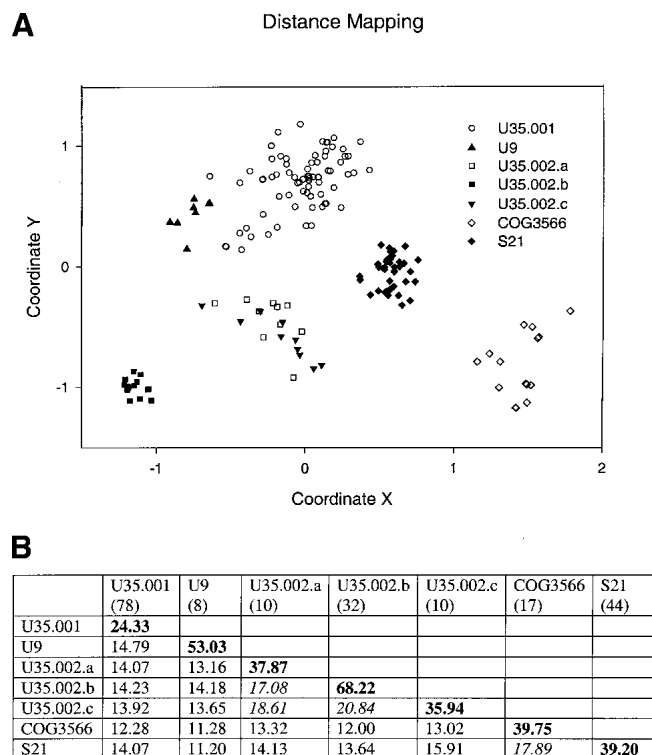 A
Distance Mapping
Coordinate Y
1
0
-1
U35.001
U9
U35.002.a
U35.002.b
U35.002.c
COG3566
S21
-1 0 1 2
Coordinate X
B
U35.001 U9 U35.002.a U35.002.b U35.002.c COG3566 S21
(78) (8) (10) (32) (10) (17) (44)
U35.001 24.33
U9 14.79 53.03
U35.002.a 14.07 13.16 37.87
U35.002.b 14.23 14.18 17.08 68.22
U35.002.c 13.92 13.65 18.61 20.84 35.94
COG3566 12.28 11.28 13.32 12.00 13.02 39.75
S21 14.07 11.20 14.13 13.64 15.91 17.89 39.20